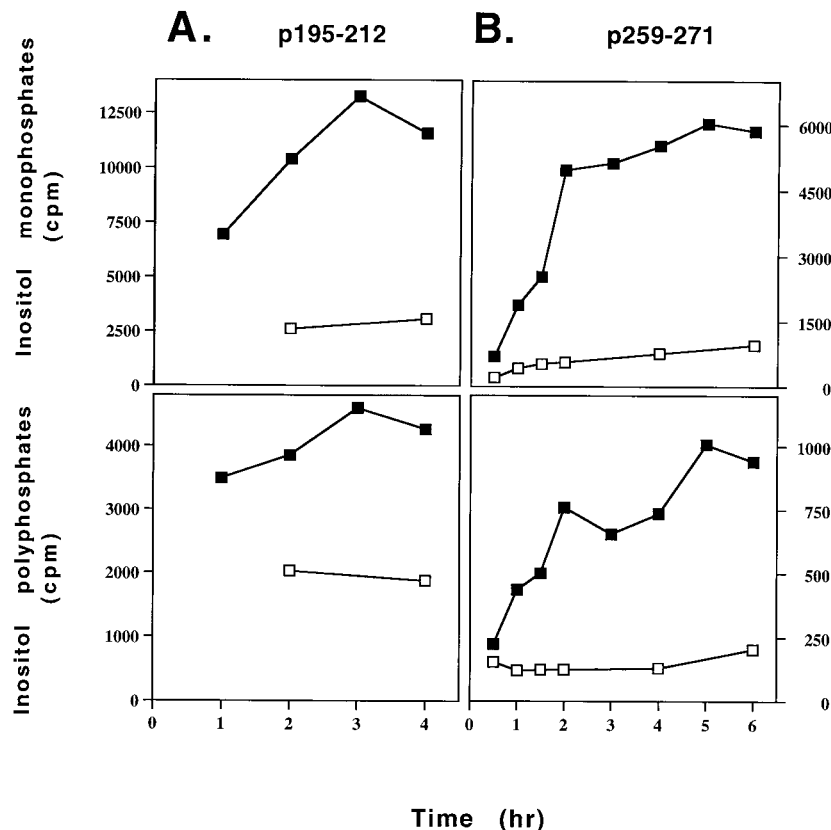 A. p195-212
B. p259-271
Inositol monophosphates
(cpm)
12500
10000
7500
5000
2500
0
6000
4500
3000
1500
0
Inositol polyphosphates
(cpm)
4000
3000
2000
1000
0
1000
750
500
250
0
0 1 2 3 4
0 1 2 3 4 5 6
Time (hr)